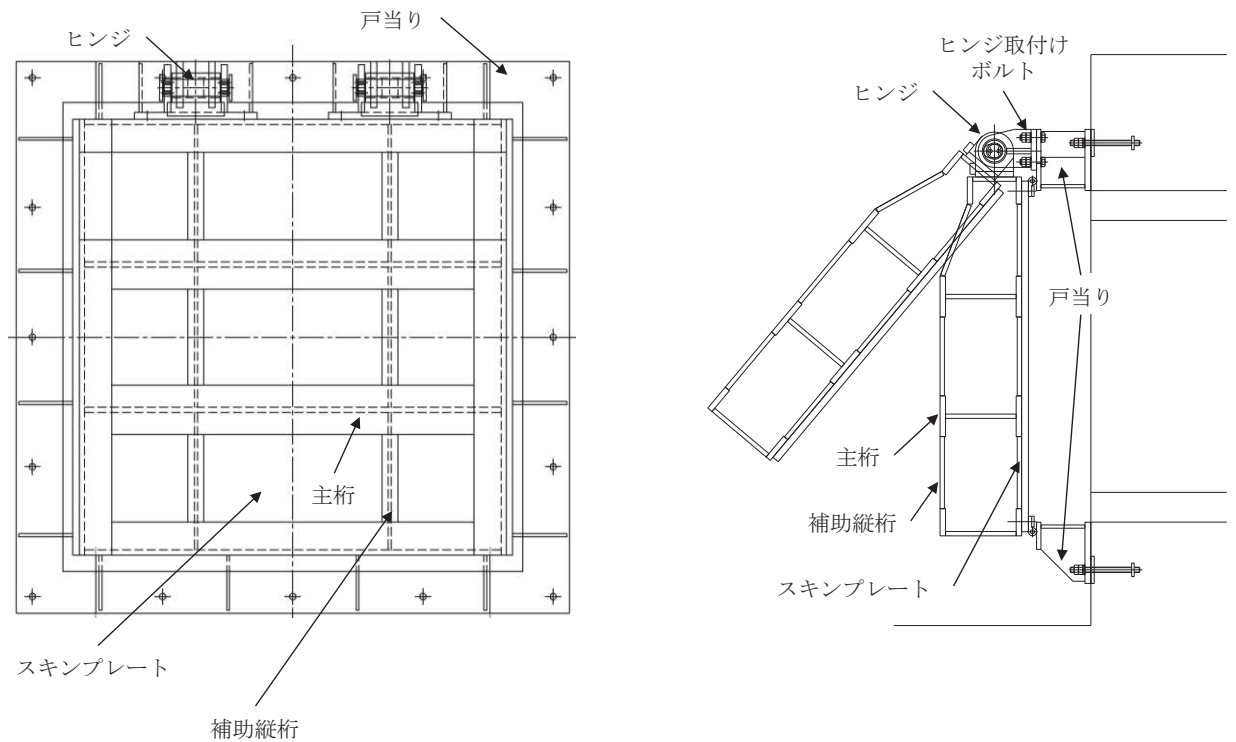 ヒンジ
戸当り
主桁
スキンプレート
補助縦桁
ヒンジ取付け
ボルト
ヒンジ
戸当り
主桁
補助縦桁
スキンプレート